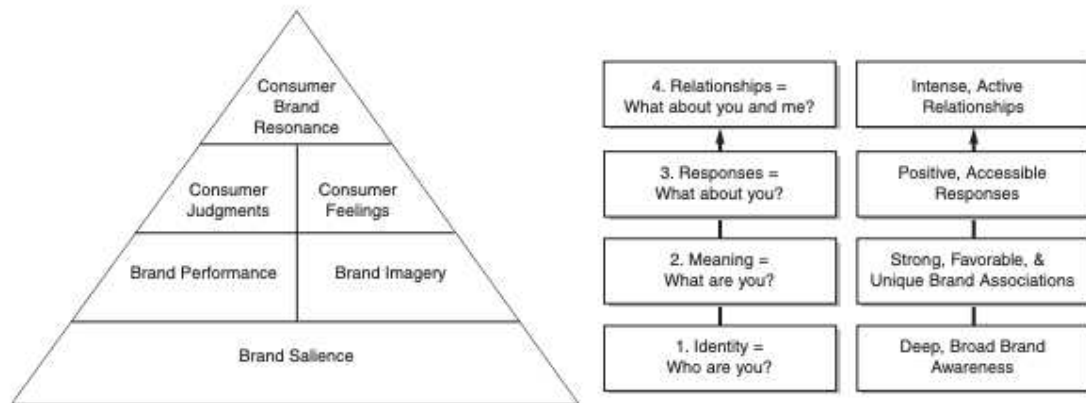 Consumer
Brand
Resonance
Consumer
Judgments
Consumer
Feelings
Brand Performance
Brand Imagery
Brand Salience
4. Relationships =
What about you and me?
3. Responses =
What about you?
2. Meaning =
What are you?
1. Identity =
Who are you?
Intense, Active
Relationships
Positive, Accessible
Responses
Strong, Favorable, &
Unique Brand Associations
Deep, Broad Brand
Awareness